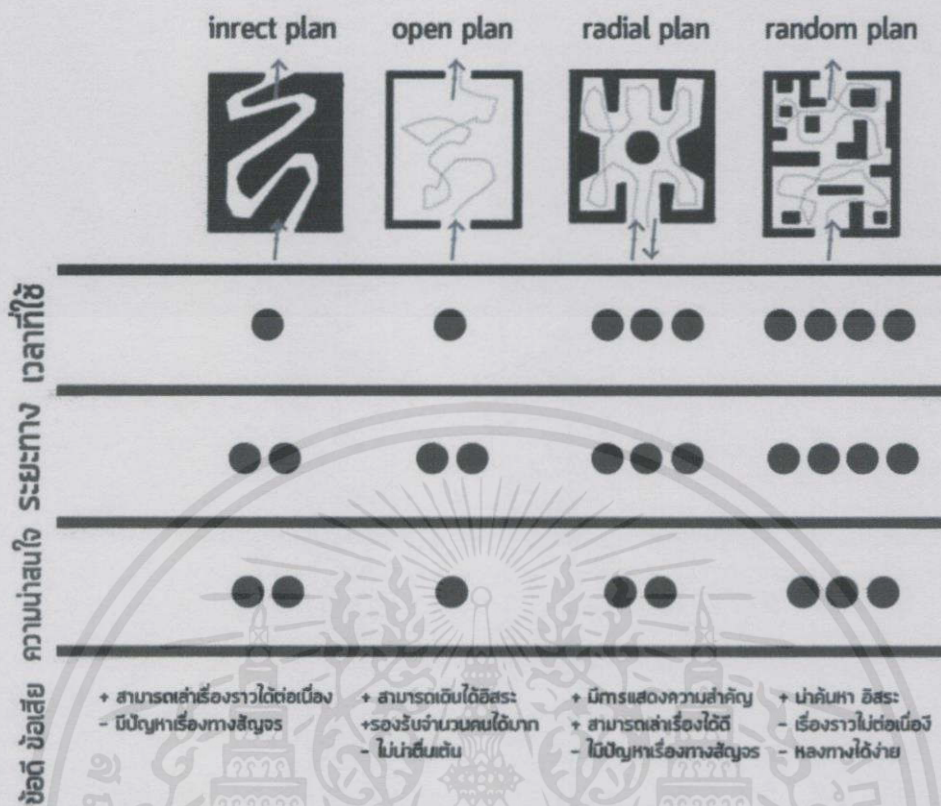 inrect plan open plan radial plan random plan
เวลาที่ใช้
ระยะทาง
ความน่าสนใจ
ข้อดี ข้อเสีย
+ สามารถเล่าเรื่องราวได้ต่อเนื่อง
- มีปัญหาเรื่องทางสัญจร
+ สามารถเดินได้อิสระ
+รองรับจำนวนคนได้มาก
- ไม่น่าตื่นเต้น
+ มีการแสดงความสำคัญ
+ สามารถเล่าเรื่องได้ดี
- ไม่มีปัญหาเรื่องทางสัญจร
+ น่าค้นหา อิสระ
- เรื่องราวไม่ต่อเนื่อง
- หลงทางได้ง่าย